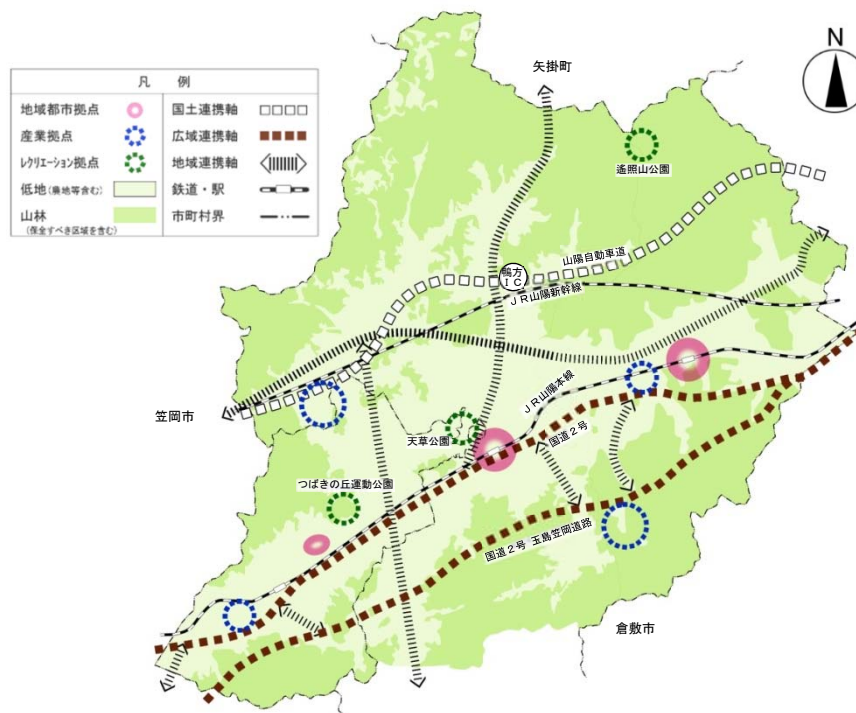 N
矢掛町
凡 例
地域都市拠点
国土連携軸
産業拠点
広域連携軸
ﾚｸﾘｴｰｼｮﾝ拠点
地域連携軸
低地(農地等含む)
鉄道・駅
山林
(保全すべき区域を含む)
市町村界
遙照山公園
山陽自動車道
鴨方
IC
JR山陽新幹線
JR山陽本線
笠岡市
天草公園
国道2号
つばきの丘運動公園
国道2号 玉島笠岡道路
倉敷市